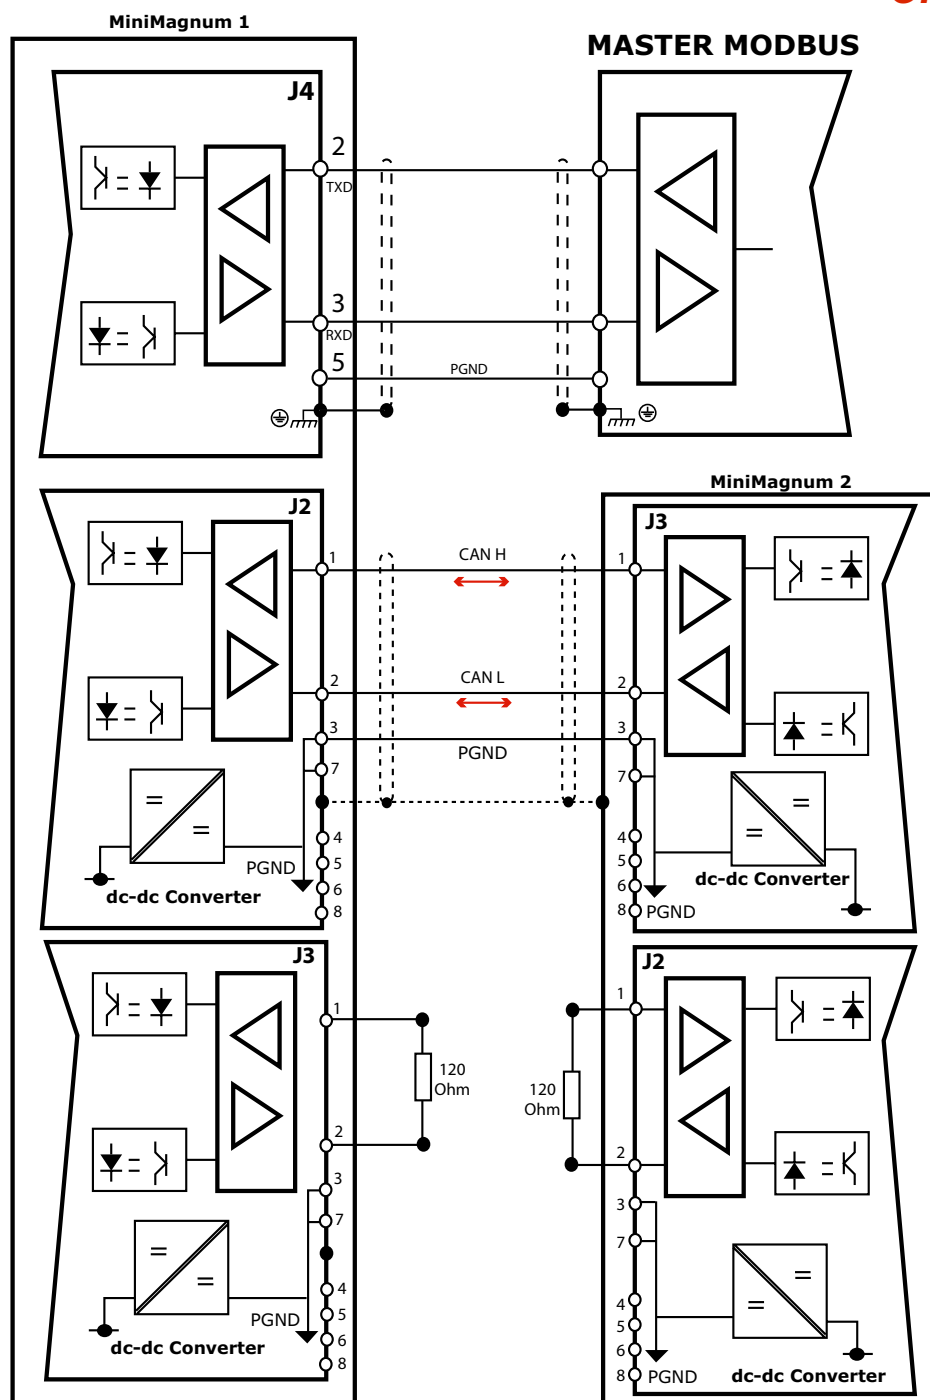 MiniMagnum 1
MASTER MODBUS
J4
2
TXD
3
RXD
5
PGND
MiniMagnum 2
J2
1
CAN H
2
CAN L
3
PGND
7
4
5
6
8
PGND
dc-dc Converter
J3
1
2
3
7
4
5
6
8
PGND
dc-dc Converter
J3
1
2
3
7
4
5
6
8
PGND
dc-dc Converter
120
Ohm
J2
1
120
Ohm
2
3
7
4
5
6
8
PGND
dc-dc Converter